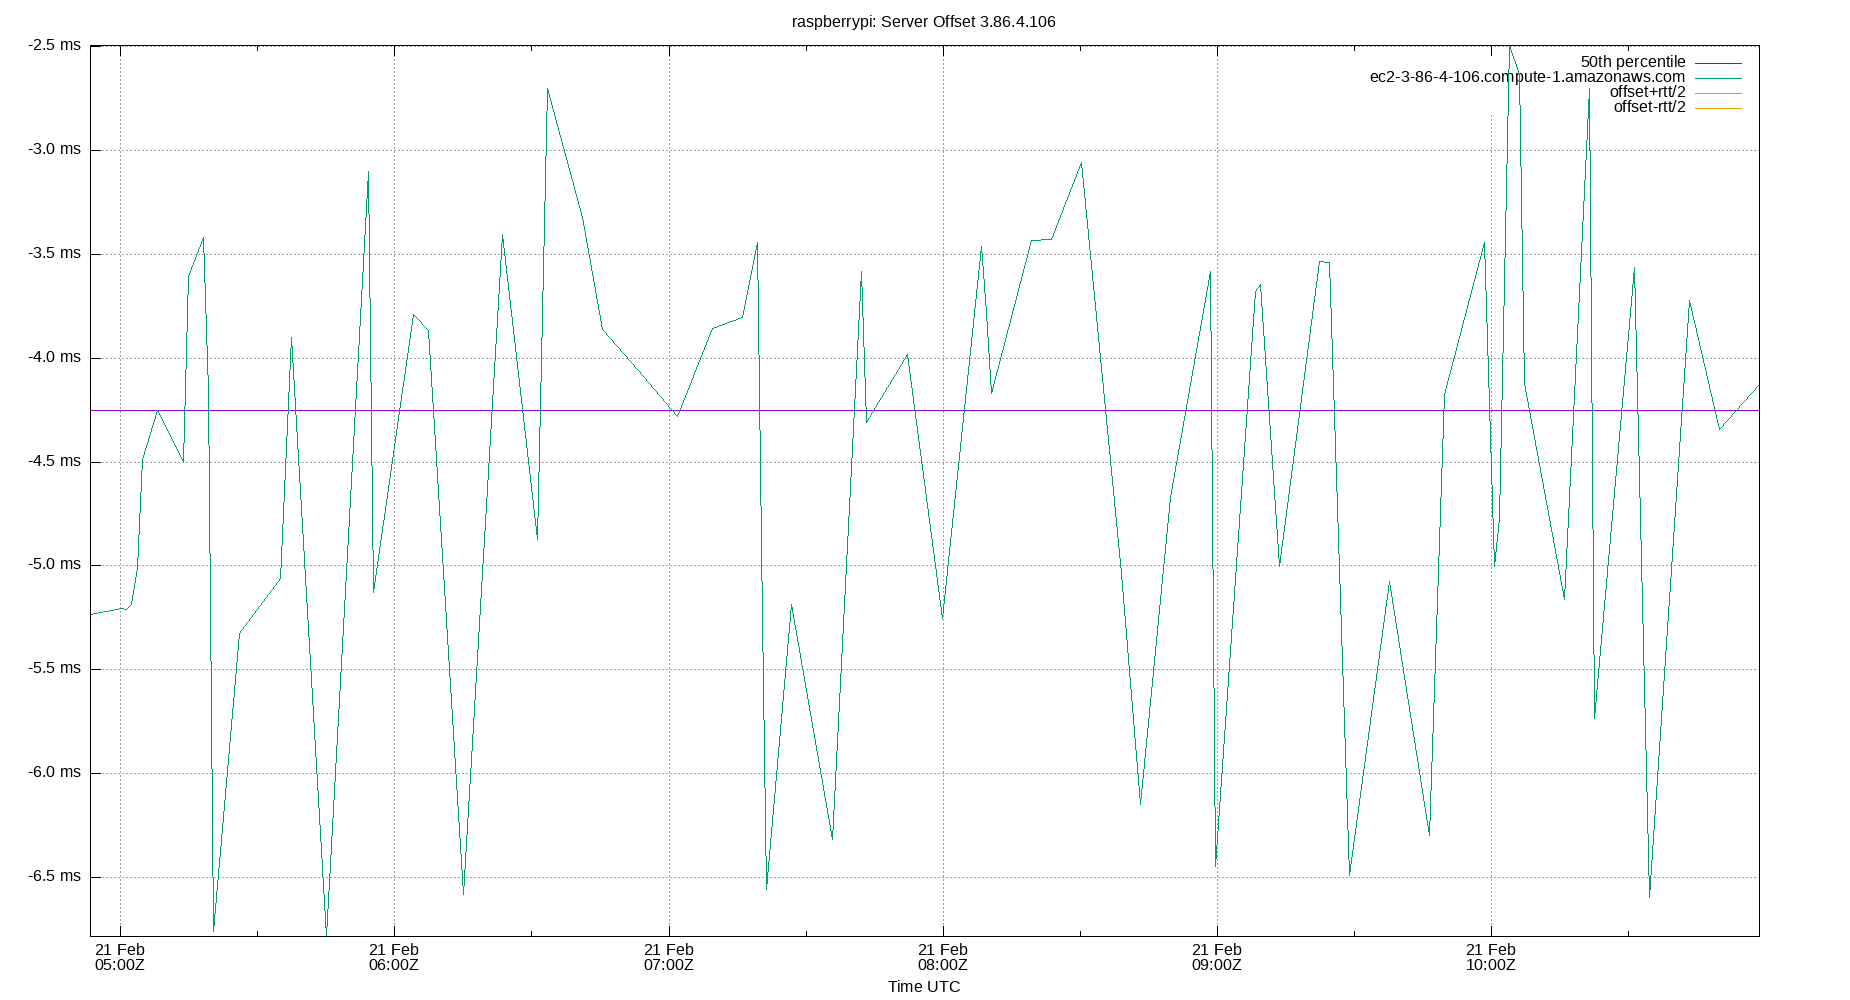 raspberrypi: Server Offset 3.86.4.106
-2.5 ms
50th percentile
ec2-3-86-4-106.compute-1.amazonaws.com
offset+rtt/2
offset-rtt/2
-3.0 ms
-3.5 ms
-4.0 ms
-4.5 ms
-5.0 ms
-5.5 ms
-6.0 ms
-6.5 ms
21 Feb 21 Feb 21 Feb 21 Feb 21 Feb 21 Feb
05:00Z 06:00Z 07:00Z 08:00Z 09:00Z 10:00Z
Time UTC